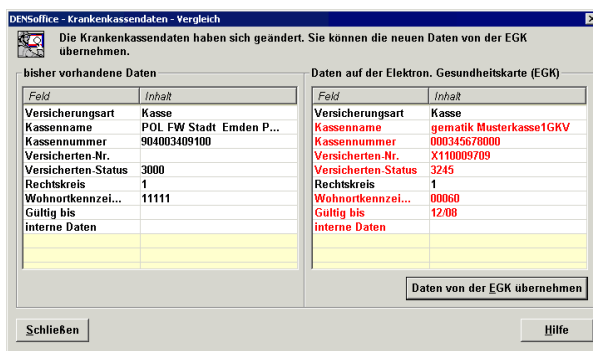 DENSoffice - Krankenkassendaten - Vergleich
Die Krankenkassendaten haben sich geändert. Sie können die neuen Daten von der EGK
übernehmen.
bisher vorhandene Daten
Feld Inhalt
Versicherungsart Kasse
Kassenname POL FW Stadt Emden P...
Kassennummer 904003409100
Versicherten-Nr.
Versicherten-Status 3000
Rechtskreis 1
Wohnortkennzei... 11111
Gültig bis
interne Daten
Daten auf der Elektron. Gesundheitskarte (EGK)
Feld Inhalt
Versicherungsart Kasse
Kassenname gematik Musterkasse1GKV
Kassennummer 000345678000
Versicherten-Nr. X110009709
Versicherten-Status 3245
Rechtskreis 1
Wohnortkennzei... 00060
Gültig bis 12/08
interne Daten
Daten von der EGK übernehmen
Schließen
Hilfe